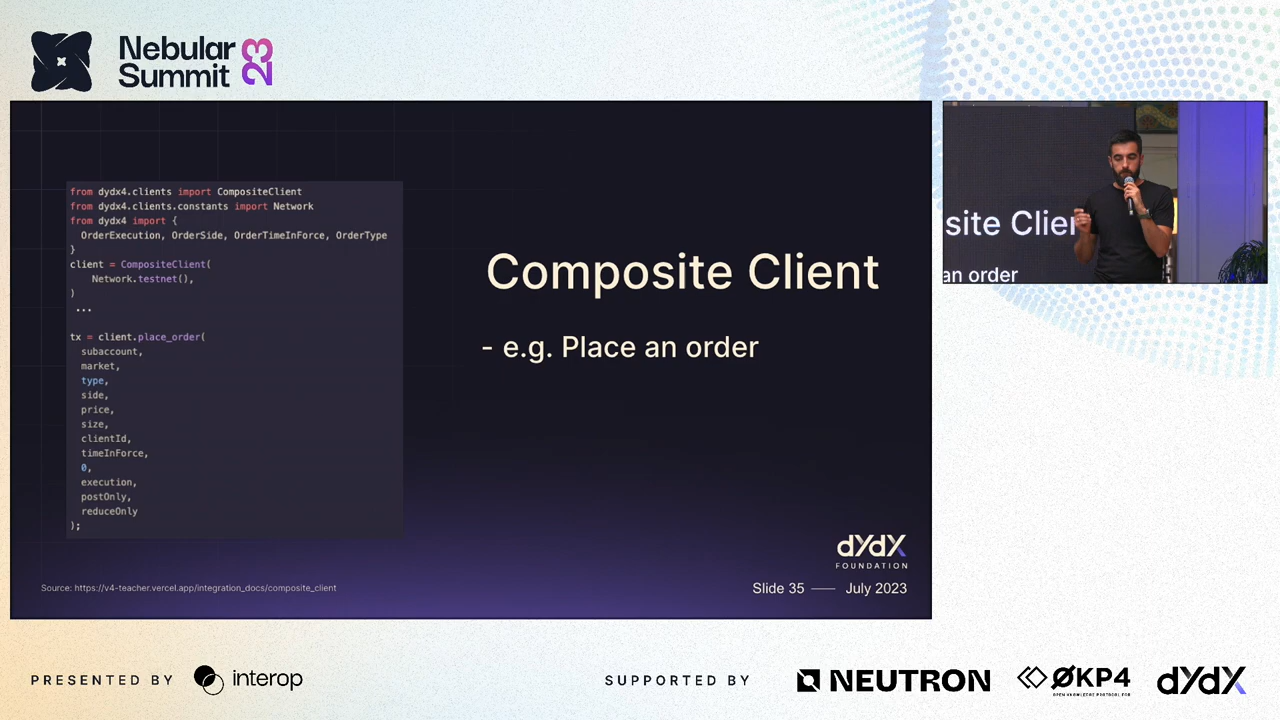 Nebular
Summit 23
from dydx4.clients import CompositeClient
from dydx4.clients.constants import Network
from dydx4 import {
OrderExecution, OrderSide, OrderTimeInForce, OrderType
}
client = CompositeClient(
Network.testnet(),
)
...
tx = client.place_order(
subaccount,
market,
type,
side,
price,
size,
clientId,
timeInForce,
0,
execution,
postOnly,
reduceOnly
);
Composite Client
- e.g. Place an order
Source: https://v4-teacher.vercel.app/integration_docs/composite_client
dYdX
FOUNDATION
Slide 35 — July 2023
site Clien
an order
PRESENTED BY interop
SUPPORTED BY NEUTRON ØKP4 dYdX